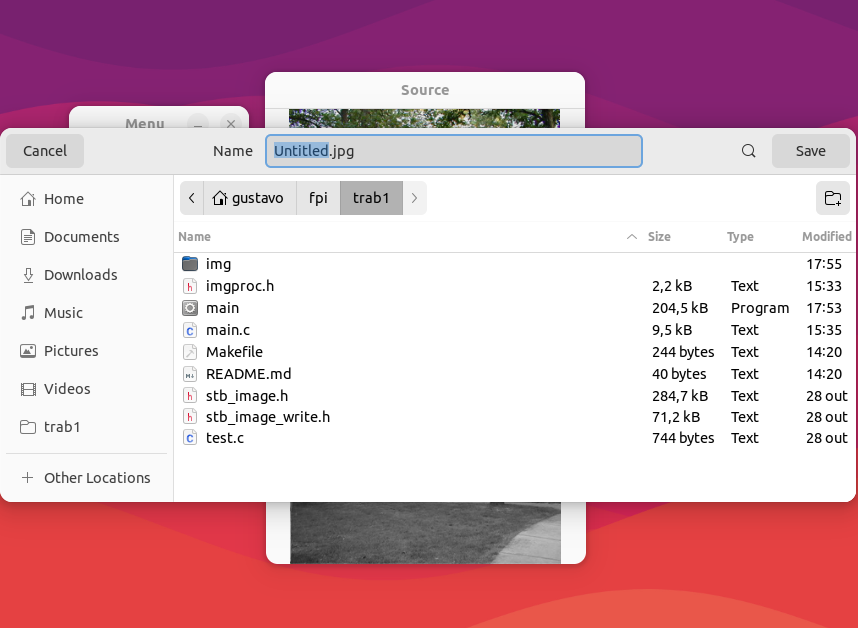 Source
Menu
Cancel Name Untitled.jpg Save
Home
Documents
Downloads
Music
Pictures
Videos
trab1
Other Locations
gustavo fpi trab1
Name Size Type Modified
img 17:55
imgproc.h 2,2 kB Text 15:33
main 204,5 kB Program 17:53
main.c 9,5 kB Text 15:35
Makefile 244 bytes Text 14:20
README.md 40 bytes Text 14:20
stb_image.h 284,7 kB Text 28 out
stb_image_write.h 71,2 kB Text 28 out
test.c 744 bytes Text 28 out